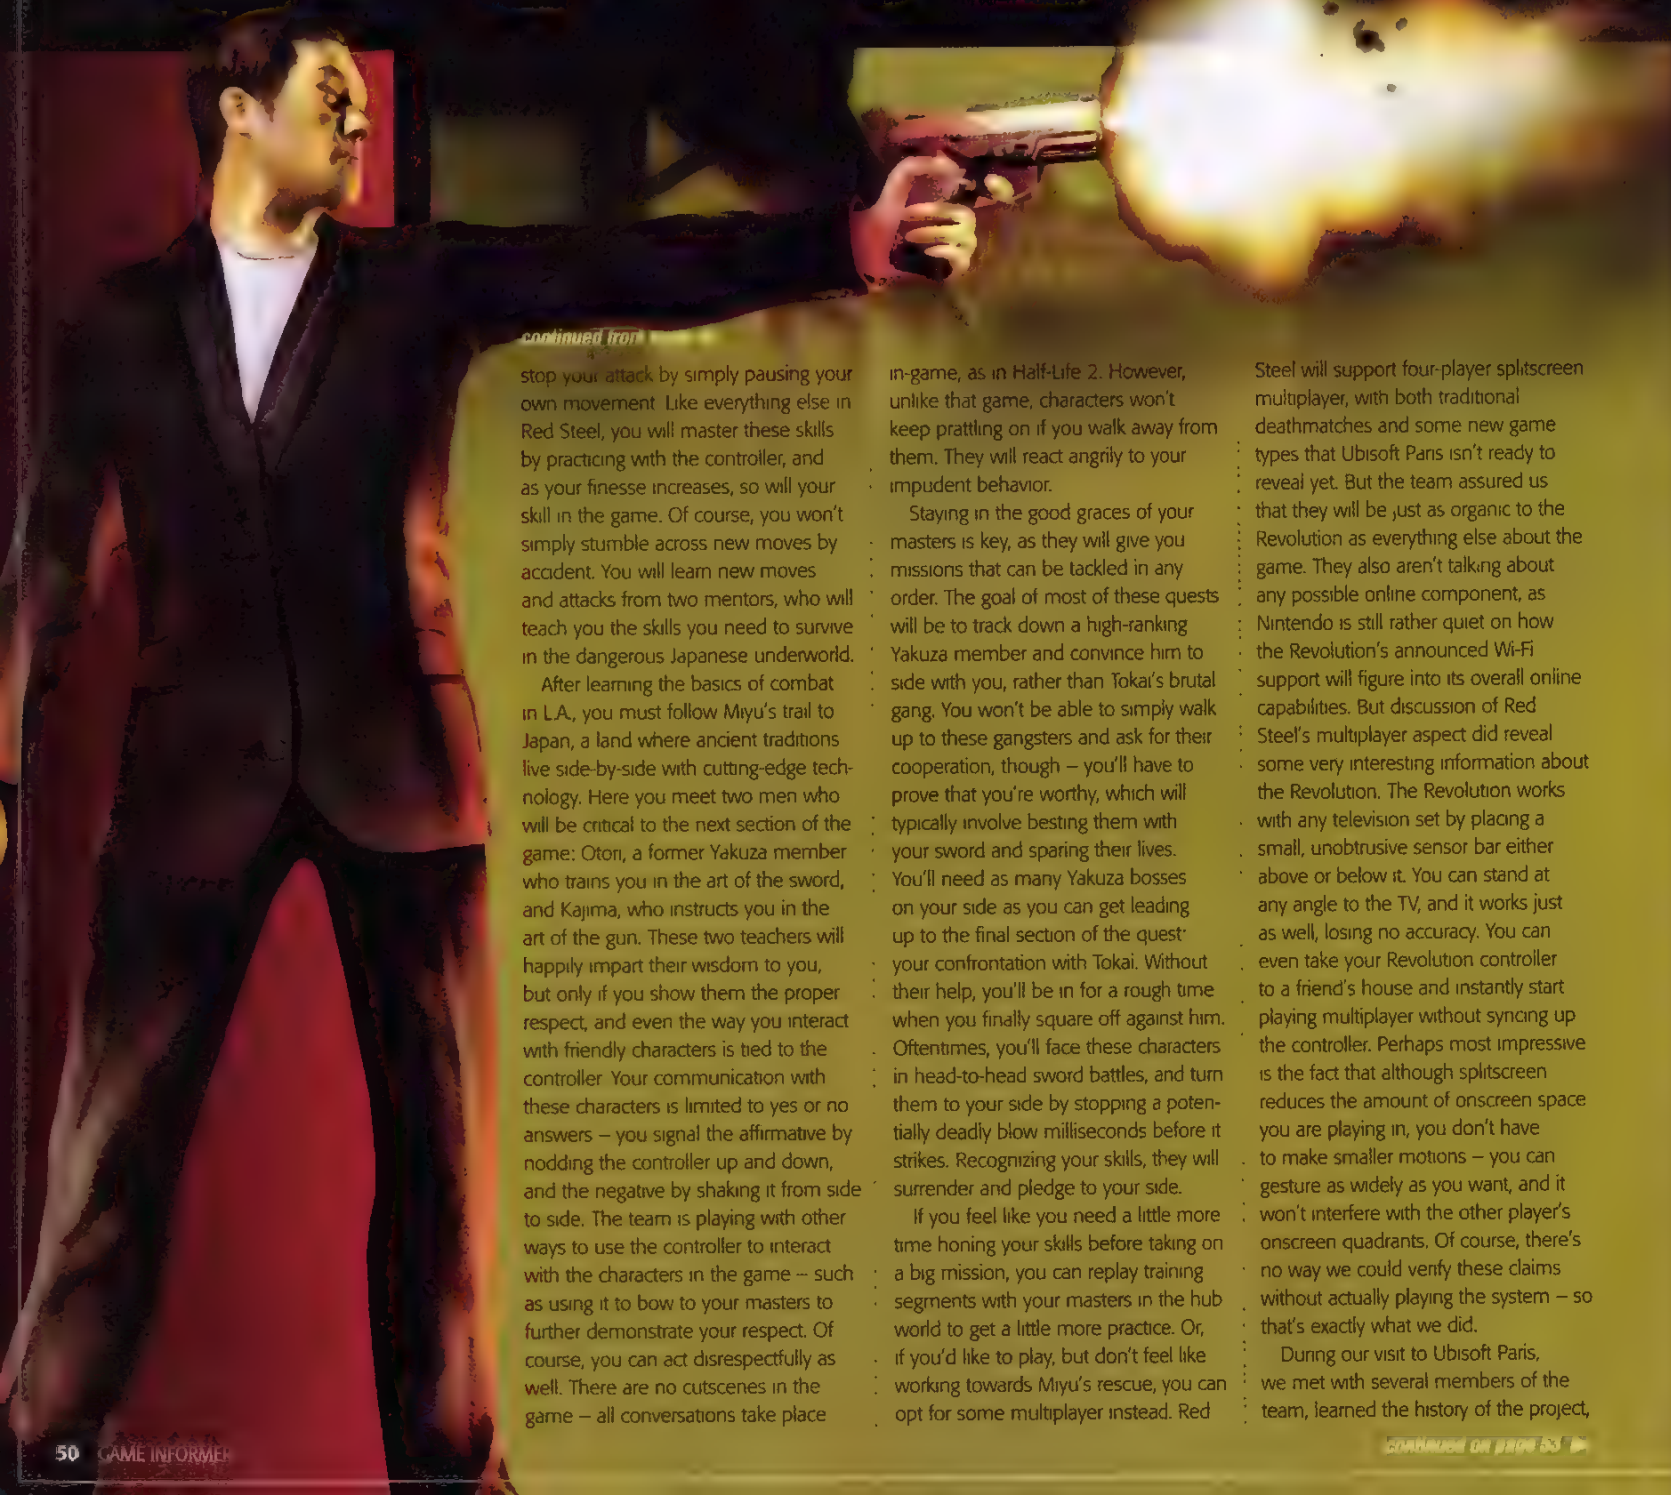 continued from
stop your attack by simply pausing your
own movement Like everything else in
Red Steel, you will master these skills
by practicing with the controller, and
as your finesse increases, so will your
skill in the game. Of course, you won't
simply stumble across new moves by
accident. You will learn new moves
and attacks from two mentors, who will
teach you the skills you need to survive
in the dangerous Japanese underworld.
After learning the basics of combat
in L.A., you must follow Miyu's trail to
Japan, a land where ancient traditions
live side-by-side with cutting-edge tech-
nology. Here you meet two men who
will be critical to the next section of the
game: Otori, a former Yakuza member
who trains you in the art of the sword,
and Kajima, who instructs you in the
art of the gun. These two teachers will
happily impart their wisdom to you,
but only if you show them the proper
respect, and even the way you interact
with friendly characters is tied to the
controller Your communication with
these characters is limited to yes or no
answers – you signal the affirmative by
nodding the controller up and down,
and the negative by shaking it from side
to side. The team is playing with other
ways to use the controller to interact
with the characters in the game – such
as using it to bow to your masters to
further demonstrate your respect. Of
course, you can act disrespectfully as
well. There are no cutscenes in the
game – all conversations take place
in-game, as in Half-Life 2. However,
unlike that game, characters won't
keep prattling on if you walk away from
them. They will react angrily to your
impudent behavior.
Staying in the good graces of your
masters is key, as they will give you
missions that can be tackled in any
order. The goal of most of these quests
will be to track down a high-ranking
Yakuza member and convince him to
side with you, rather than Tokai's brutal
gang. You won't be able to simply walk
up to these gangsters and ask for their
cooperation, though – you'll have to
prove that you're worthy, which will
typically involve besting them with
your sword and sparing their lives.
You'll need as many Yakuza bosses
on your side as you can get leading
up to the final section of the quest:
your confrontation with Tokai. Without
their help, you'll be in for a rough time
when you finally square off against him.
Oftentimes, you'll face these characters
in head-to-head sword battles, and turn
them to your side by stopping a poten-
tially deadly blow milliseconds before it
strikes. Recognizing your skills, they will
surrender and pledge to your side.
If you feel like you need a little more
time honing your skills before taking on
a big mission, you can replay training
segments with your masters in the hub
world to get a little more practice. Or,
if you'd like to play, but don't feel like
working towards Miyu's rescue, you can
opt for some multiplayer instead. Red
Steel will support four-player splitscreen
multiplayer, with both traditional
deathmatches and some new game
types that Ubisoft Paris isn't ready to
reveal yet. But the team assured us
that they will be just as organic to the
Revolution as everything else about the
game. They also aren't talking about
any possible online component, as
Nintendo is still rather quiet on how
the Revolution's announced Wi-Fi
support will figure into its overall online
capabilities. But discussion of Red
Steel's multiplayer aspect did reveal
some very interesting information about
the Revolution. The Revolution works
with any television set by placing a
small, unobtrusive sensor bar either
above or below it. You can stand at
any angle to the TV, and it works just
as well, losing no accuracy. You can
even take your Revolution controller
to a friend's house and instantly start
playing multiplayer without syncing up
the controller. Perhaps most impressive
is the fact that although splitscreen
reduces the amount of onscreen space
you are playing in, you don't have
to make smaller motions – you can
gesture as widely as you want, and it
won't interfere with the other player's
onscreen quadrants. Of course, there's
no way we could verify these claims
without actually playing the system – so
that's exactly what we did.
During our visit to Ubisoft Paris,
we met with several members of the
team, learned the history of the project,
continued on page 53
50 GAME INFORMER